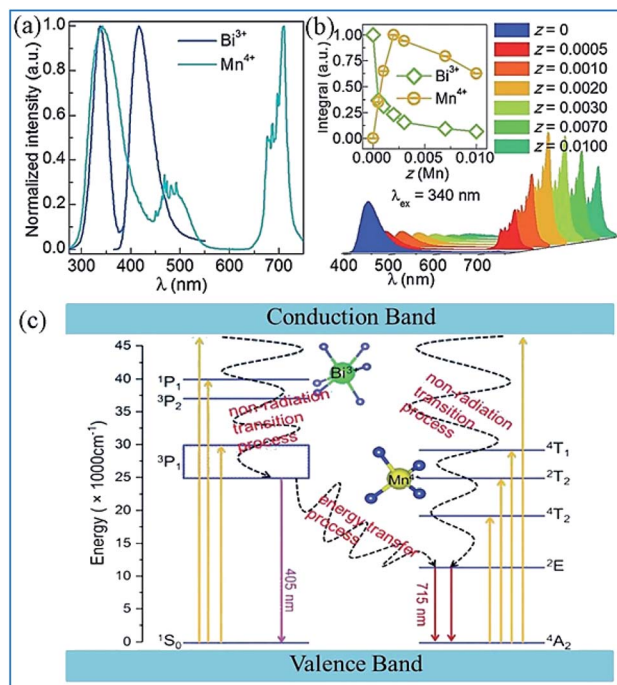 (a)
Bi³⁺
Mn⁴⁺
Normalized intensity (a.u.)
1.0
0.8
0.6
0.4
0.2
0.0
300 400 500 600 700
λ (nm)
(b)
Integral (a.u.)
1.00
0.75
0.50
0.25
0.00
Bi³⁺
Mn⁴⁺
0.000 0.005 0.010
z (Mn)
λex = 340 nm
z = 0
z = 0.0005
z = 0.0010
z = 0.0020
z = 0.0030
z = 0.0070
z = 0.0100
400 500 600 700
λ (nm)
(c)
Conduction Band
Energy ( × 1000cm⁻¹)
45
40
35
30
25
20
15
10
5
0
¹P₁
³P₂
³P₁
¹S₀
Bi³⁺
non-radiation
transition
process
405 nm
Mn⁴
energy transfer
process
non-radiation
transition
process
715 nm
⁴T₁
²T₂
⁴T₂
²E
⁴A₂
Valence Band